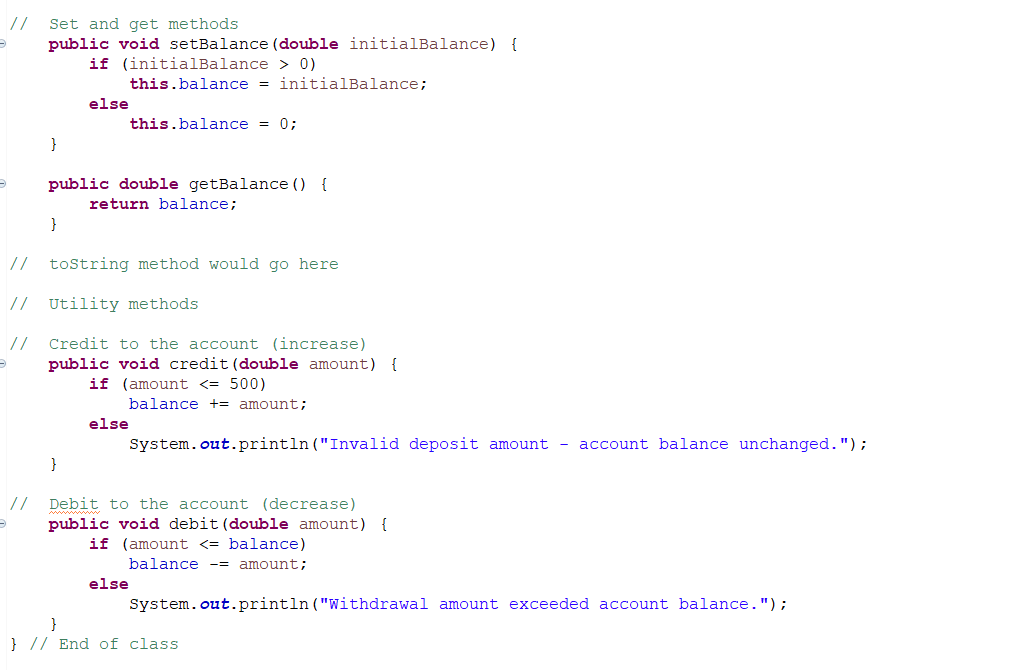 //  Set and get methods
    public void setBalance(double initialBalance) {
        if (initialBalance > 0)
            this.balance = initialBalance;
        else
            this.balance = 0;
    }
    public double getBalance() {
        return balance;
    }
//  toString method would go here
//  Utility methods
//  Credit to the account (increase)
    public void credit(double amount) {
        if (amount <= 500)
            balance += amount;
        else
            System.out.println("Invalid deposit amount - account balance unchanged.");
    }
//  Debit to the account (decrease)
    public void debit(double amount) {
        if (amount <= balance)
            balance -= amount;
        else
            System.out.println("Withdrawal amount exceeded account balance.");
    }
} // End of class